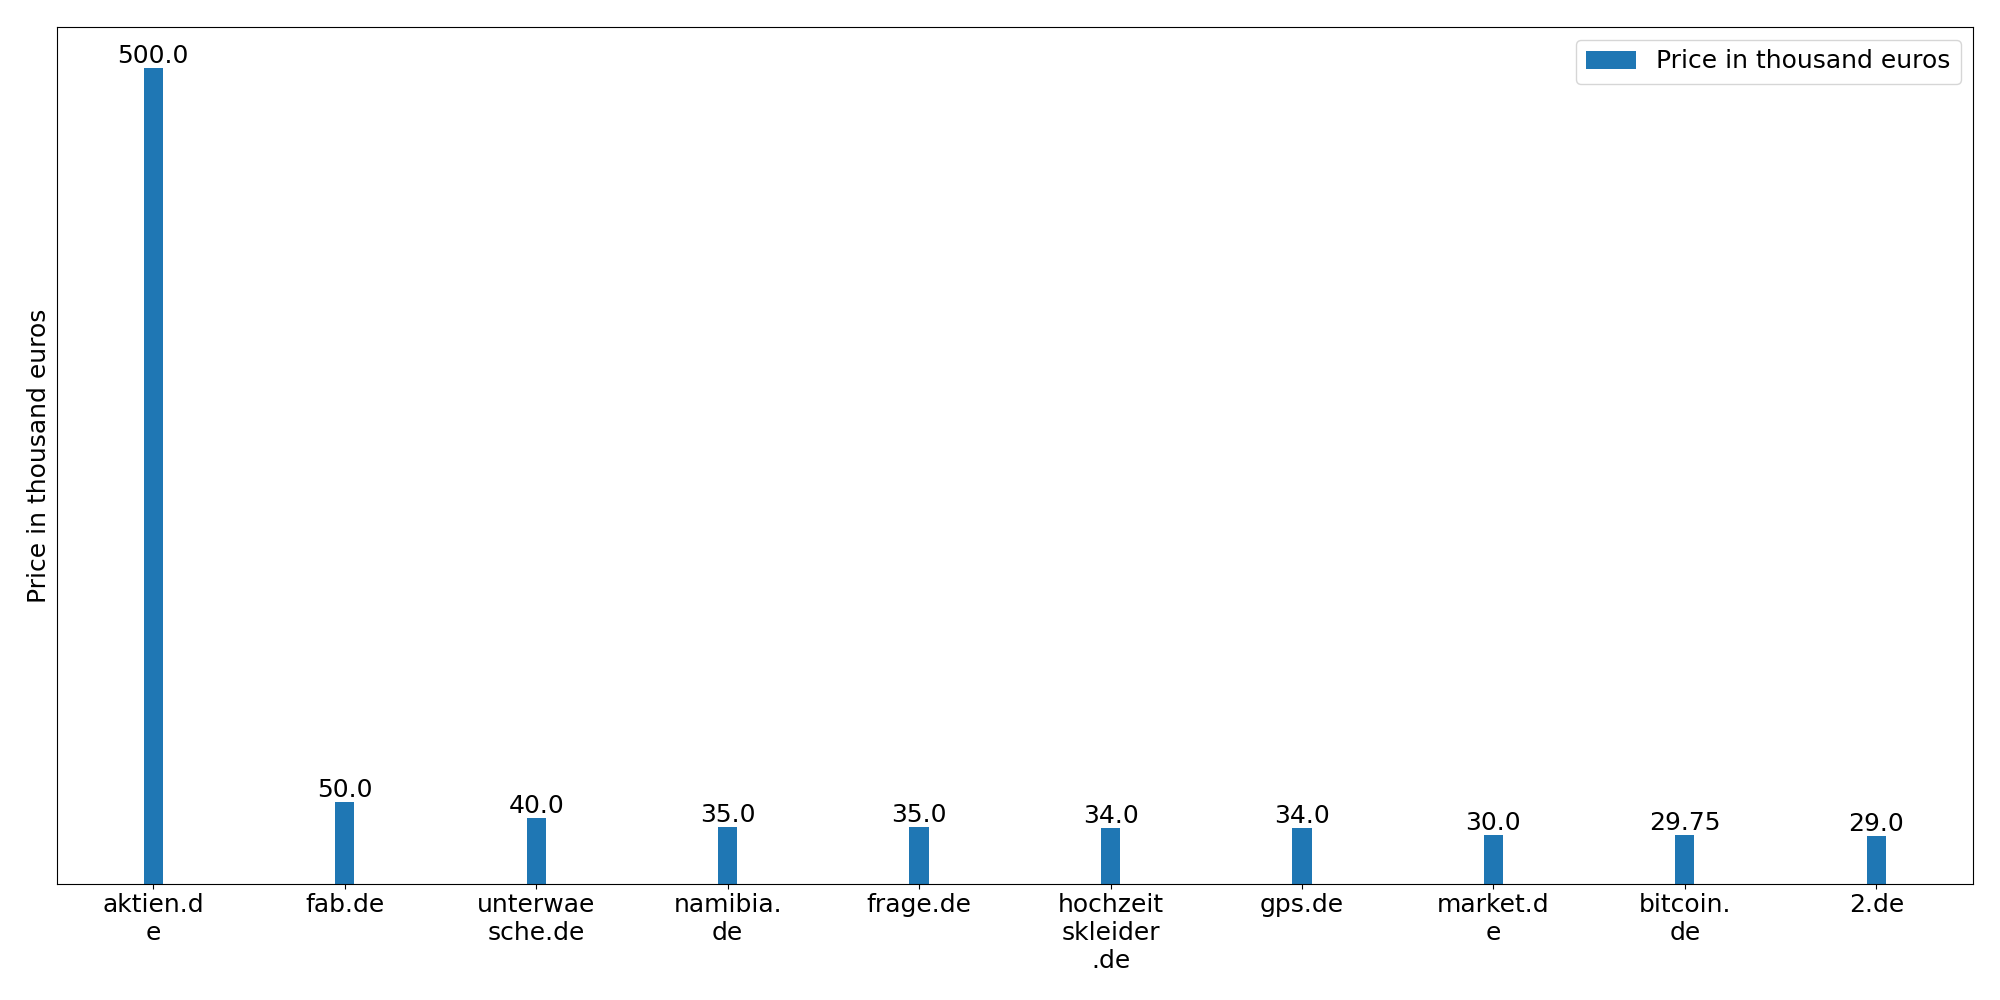 Price in thousand euros
Price in thousand euros
500.0
50.0
40.0
35.0
35.0
34.0
34.0
30.0
29.75
29.0
aktien.d
e
fab.de
unterwae
sche.de
namibia.
de
frage.de
hochzeit
skleider
.de
gps.de
market.d
e
bitcoin.
de
2.de